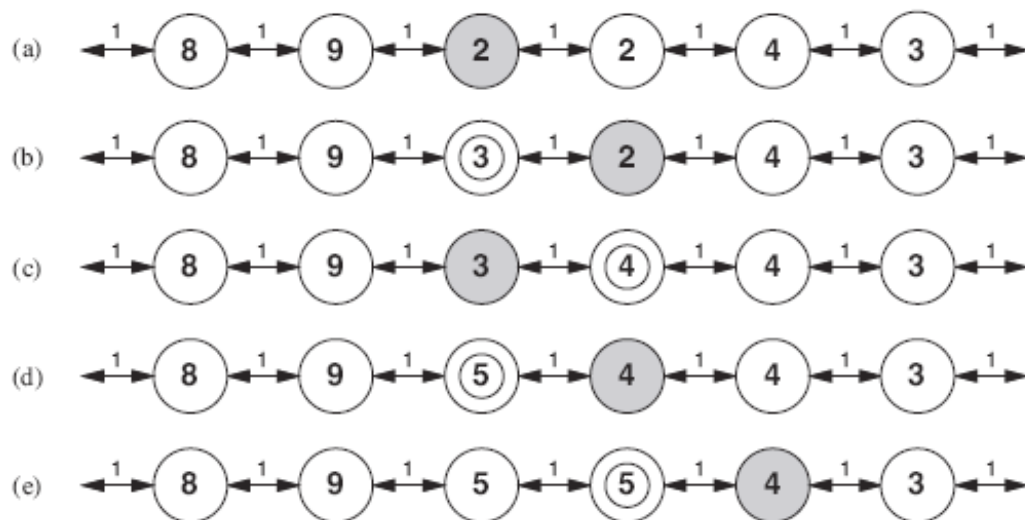 (a) 1 8 1 9 1 2 1 2 1 4 1 3 1
(b) 1 8 1 9 1 3 1 2 1 4 1 3 1
(c) 1 8 1 9 1 3 1 4 1 4 1 3 1
(d) 1 8 1 9 1 5 1 4 1 4 1 3 1
(e) 1 8 1 9 1 5 1 5 1 4 1 3 1